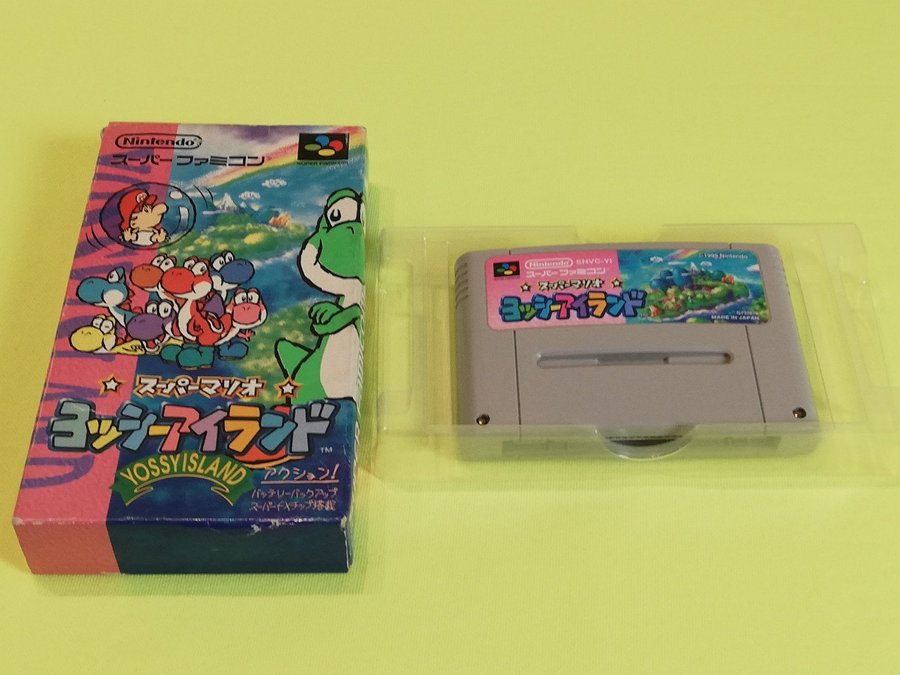 Nintendo
スーパーファミコン
SUPER FAMICOM
スーパーマリオ
ヨッシーアイランド
TM
YOSSYISLAND
アクション!
バッテリーバックアップ
スーパーFXチップ搭載
Nintendo SHVC-YI
©1995 Nintendo
スーパーファミコン
スーパーマリオ
ヨッシーアイランド
MADE IN JAPAN